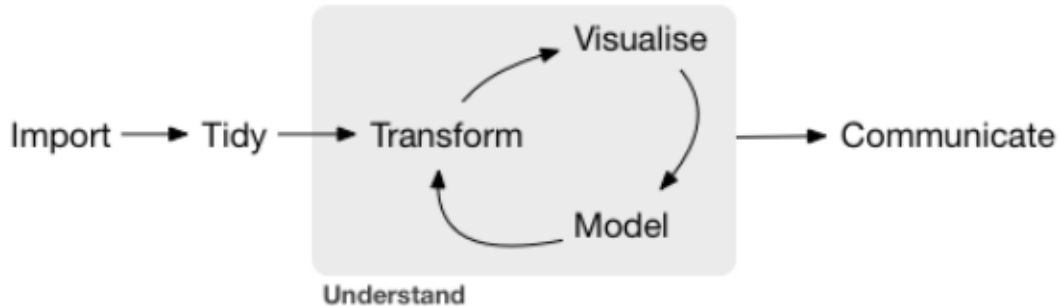 Visualise
Import
Tidy
Transform
Communicate
Model
Understand